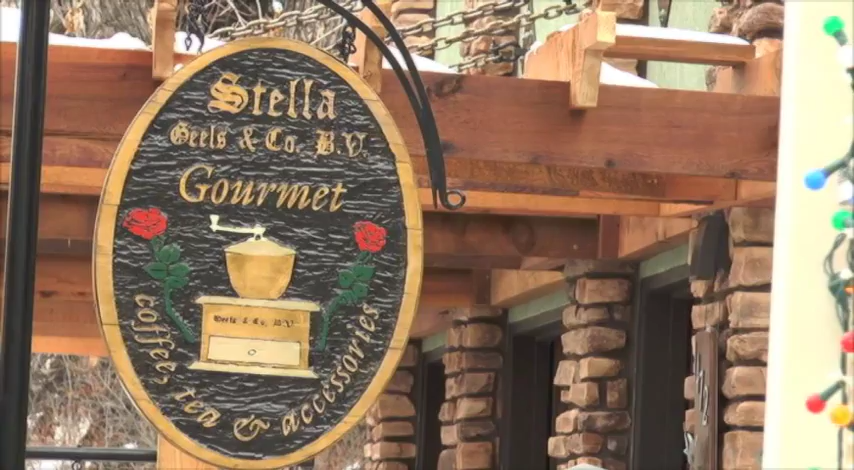 Stella
Geels & Co. B.V.
Gourmet
Geels & Co. B.V.
coffee, tea & accessories